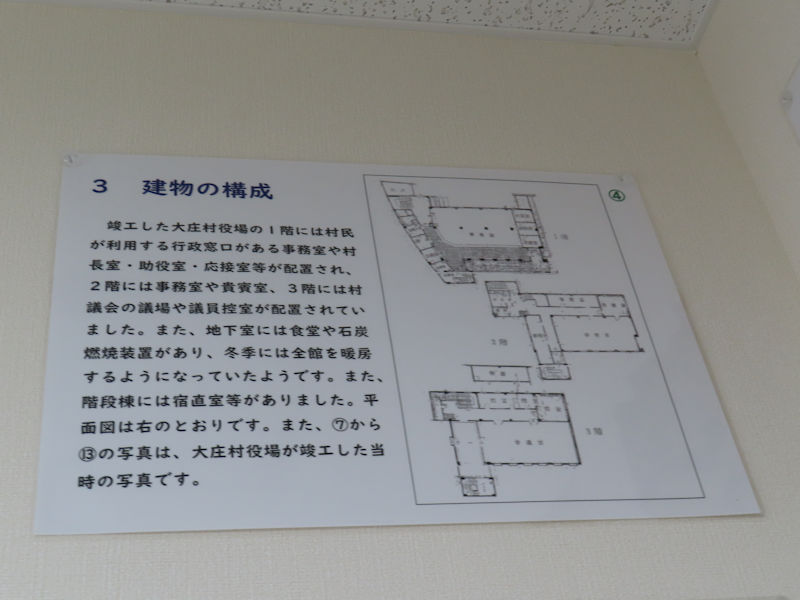 3 建物の構成
④
竣工した大庄村役場の1階には村民
が利用する行政窓口がある事務室や村
長室・助役室・応接室等が配置され、
2階には事務室や貴賓室、3階には村
議会の議場や議員控室が配置されてい
ました。また、地下室には食堂や石炭
燃焼装置があり、冬季には全館を暖房
するようになっていたようです。また、
階段棟には宿直室等がありました。平
面図は右のとおりです。また、⑦から
⑬の写真は、大庄村役場が竣工した当
時の写真です。
1階
2階
3階